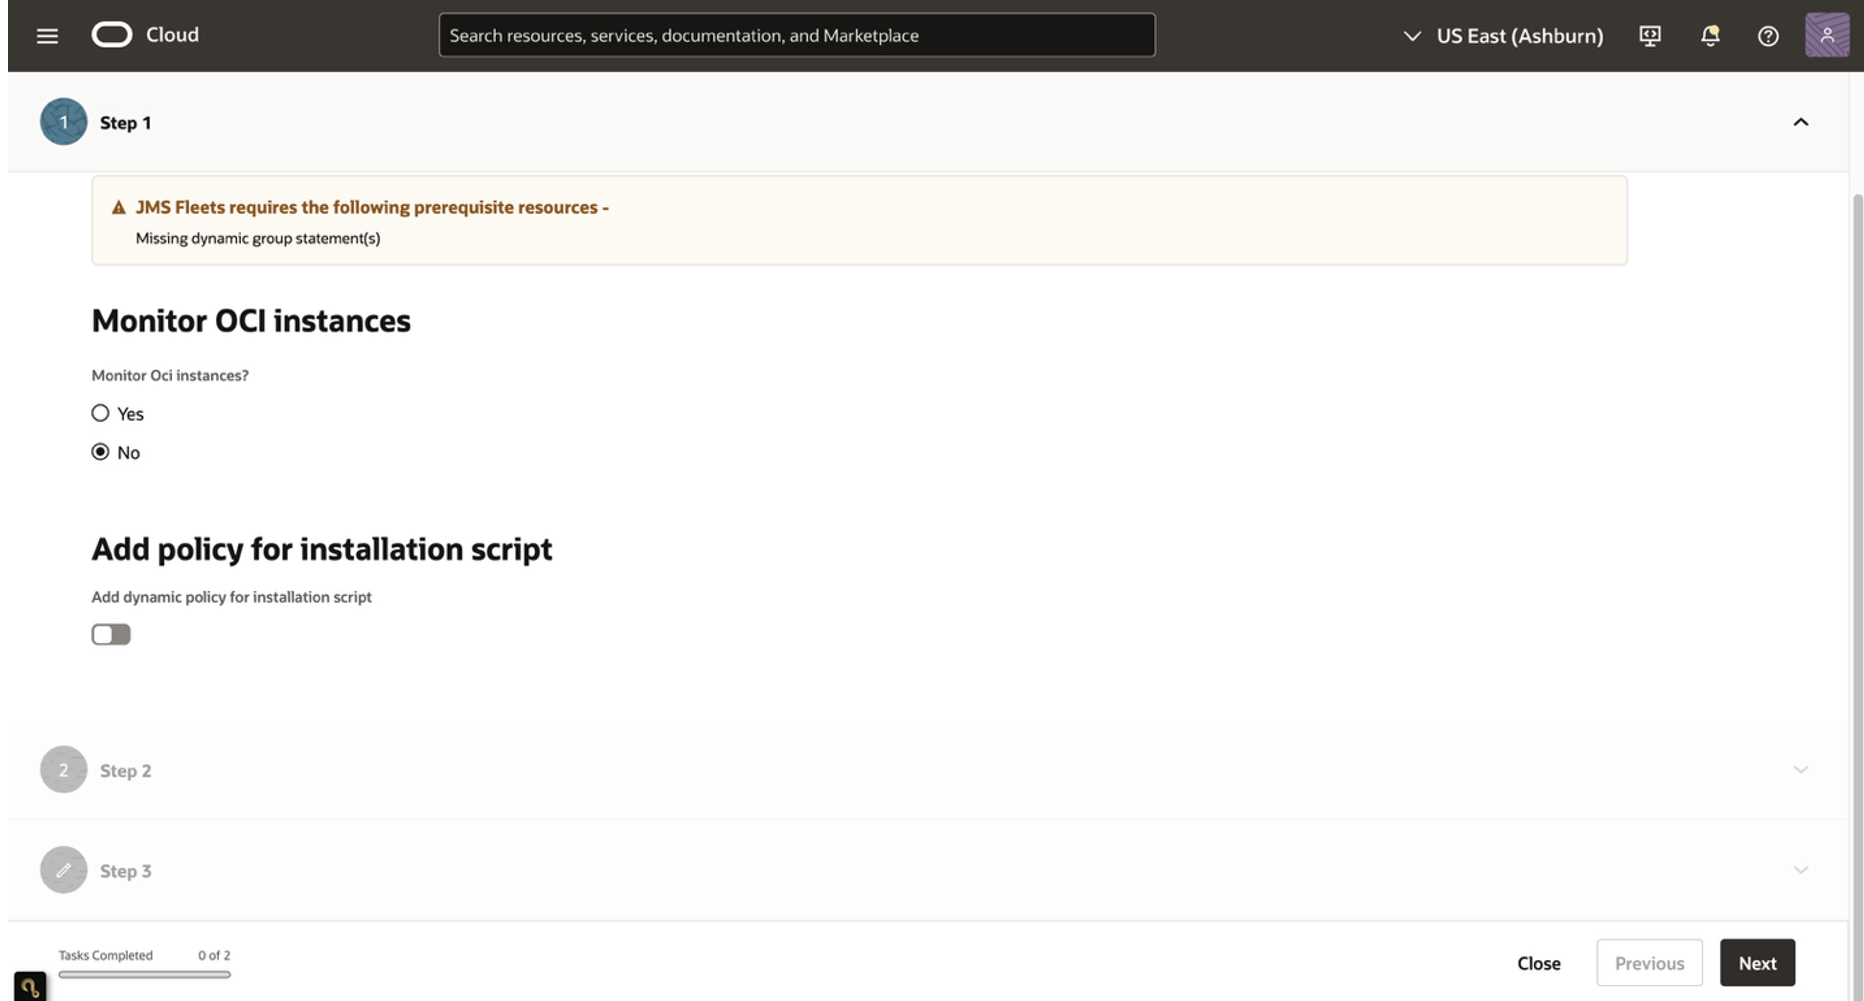 Cloud
Search resources, services, documentation, and Marketplace
US East (Ashburn)
1
Step 1
JMS Fleets requires the following prerequisite resources -
Missing dynamic group statement(s)
Monitor OCI instances
Monitor Oci instances?
Yes
No
Add policy for installation script
Add dynamic policy for installation script
2
Step 2
Step 3
Tasks Completed 0 of 2
Close
Previous
Next